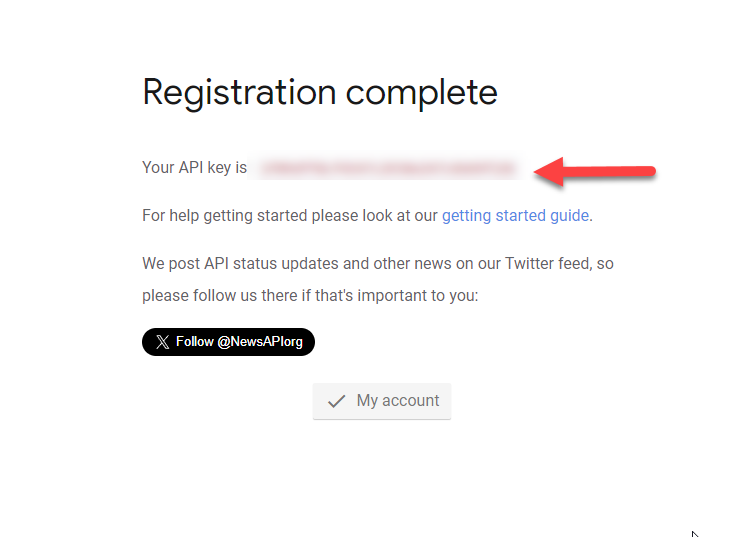 Registration complete
Your API key is
For help getting started please look at our getting started guide.
We post API status updates and other news on our Twitter feed, so
please follow us there if that's important to you:
Follow @NewsAPIorg
My account